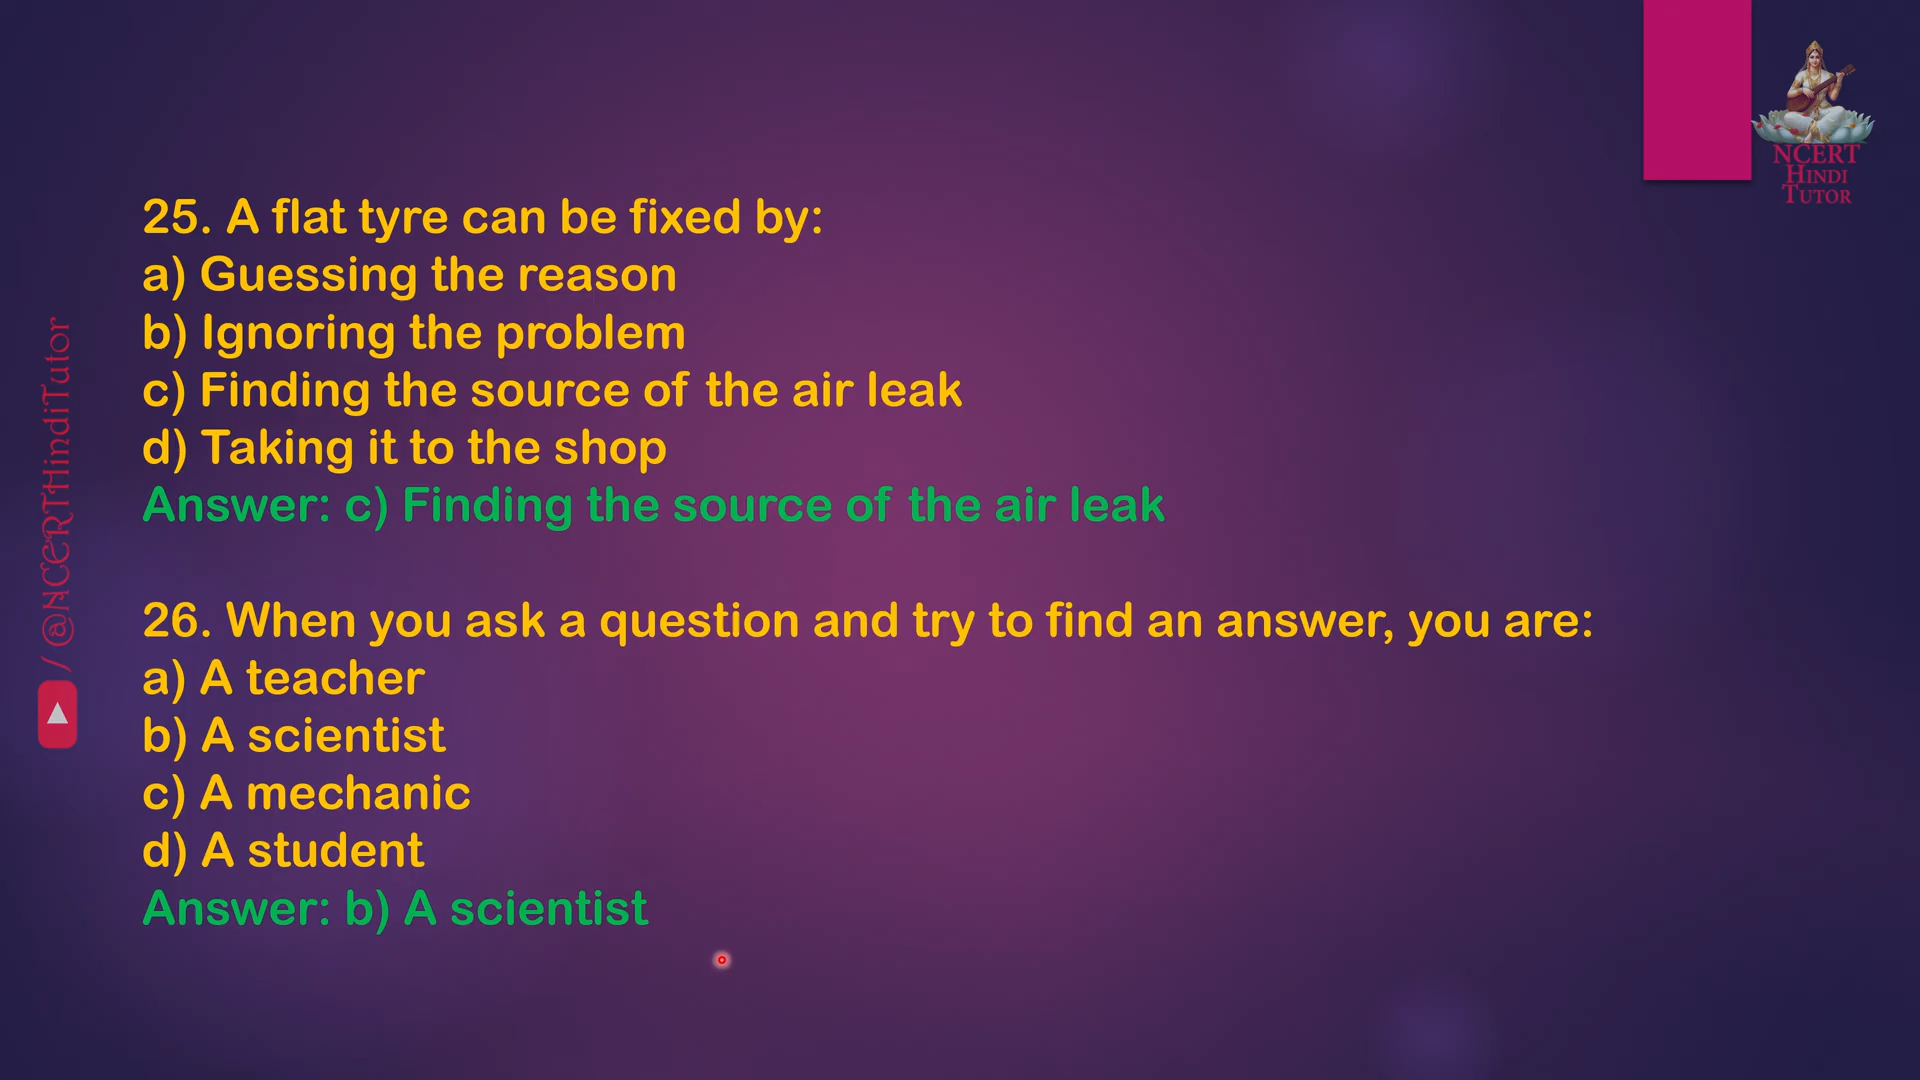 NCERT
HINDI
TUTOR
25. A flat tyre can be fixed by:
a) Guessing the reason
b) Ignoring the problem
c) Finding the source of the air leak
d) Taking it to the shop
Answer: c) Finding the source of the air leak
26. When you ask a question and try to find an answer, you are:
a) A teacher
b) A scientist
c) A mechanic
d) A student
Answer: b) A scientist
/@NCERTHindiTutor